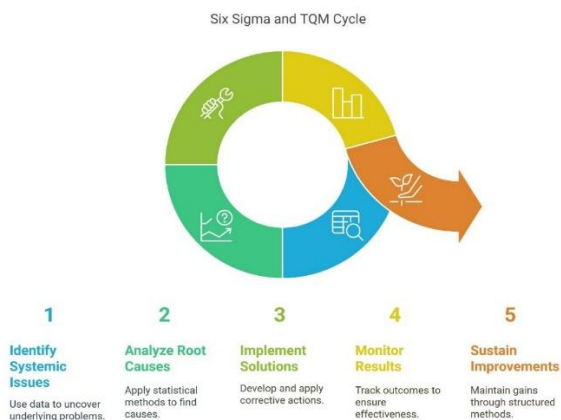 Six Sigma and TQM Cycle
?
1
Identify
Systemic
Issues
Use data to uncover
underlying problems.
2
Analyze Root
Causes
Apply statistical
methods to find
causes.
3
Implement
Solutions
Develop and apply
corrective actions.
4
Monitor
Results
Track outcomes to
ensure
effectiveness.
5
Sustain
Improvements
Maintain gains
through structured
methods.